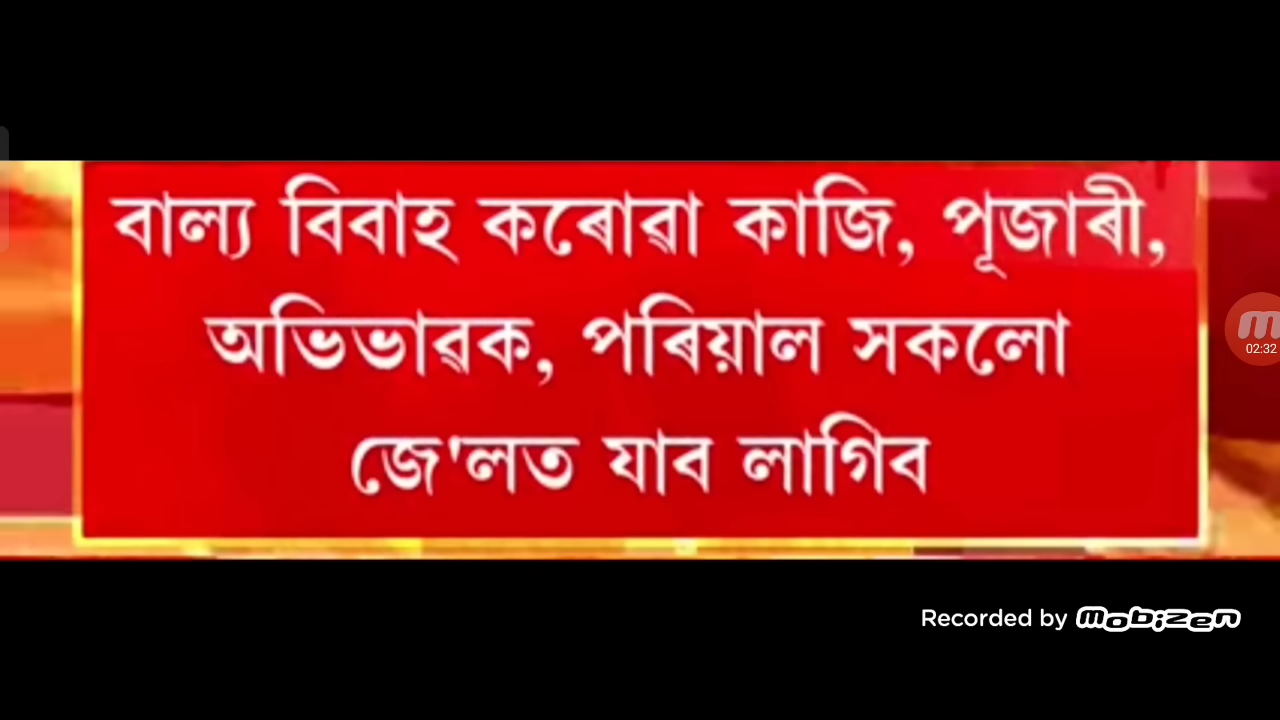 বাল্য বিবাহ কৰোৱা কাজি, পূজাৰী,
অভিভাৱক, পৰিয়াল সকলো
জে'লত যাব লাগিব
02:32
Recorded by mobizen